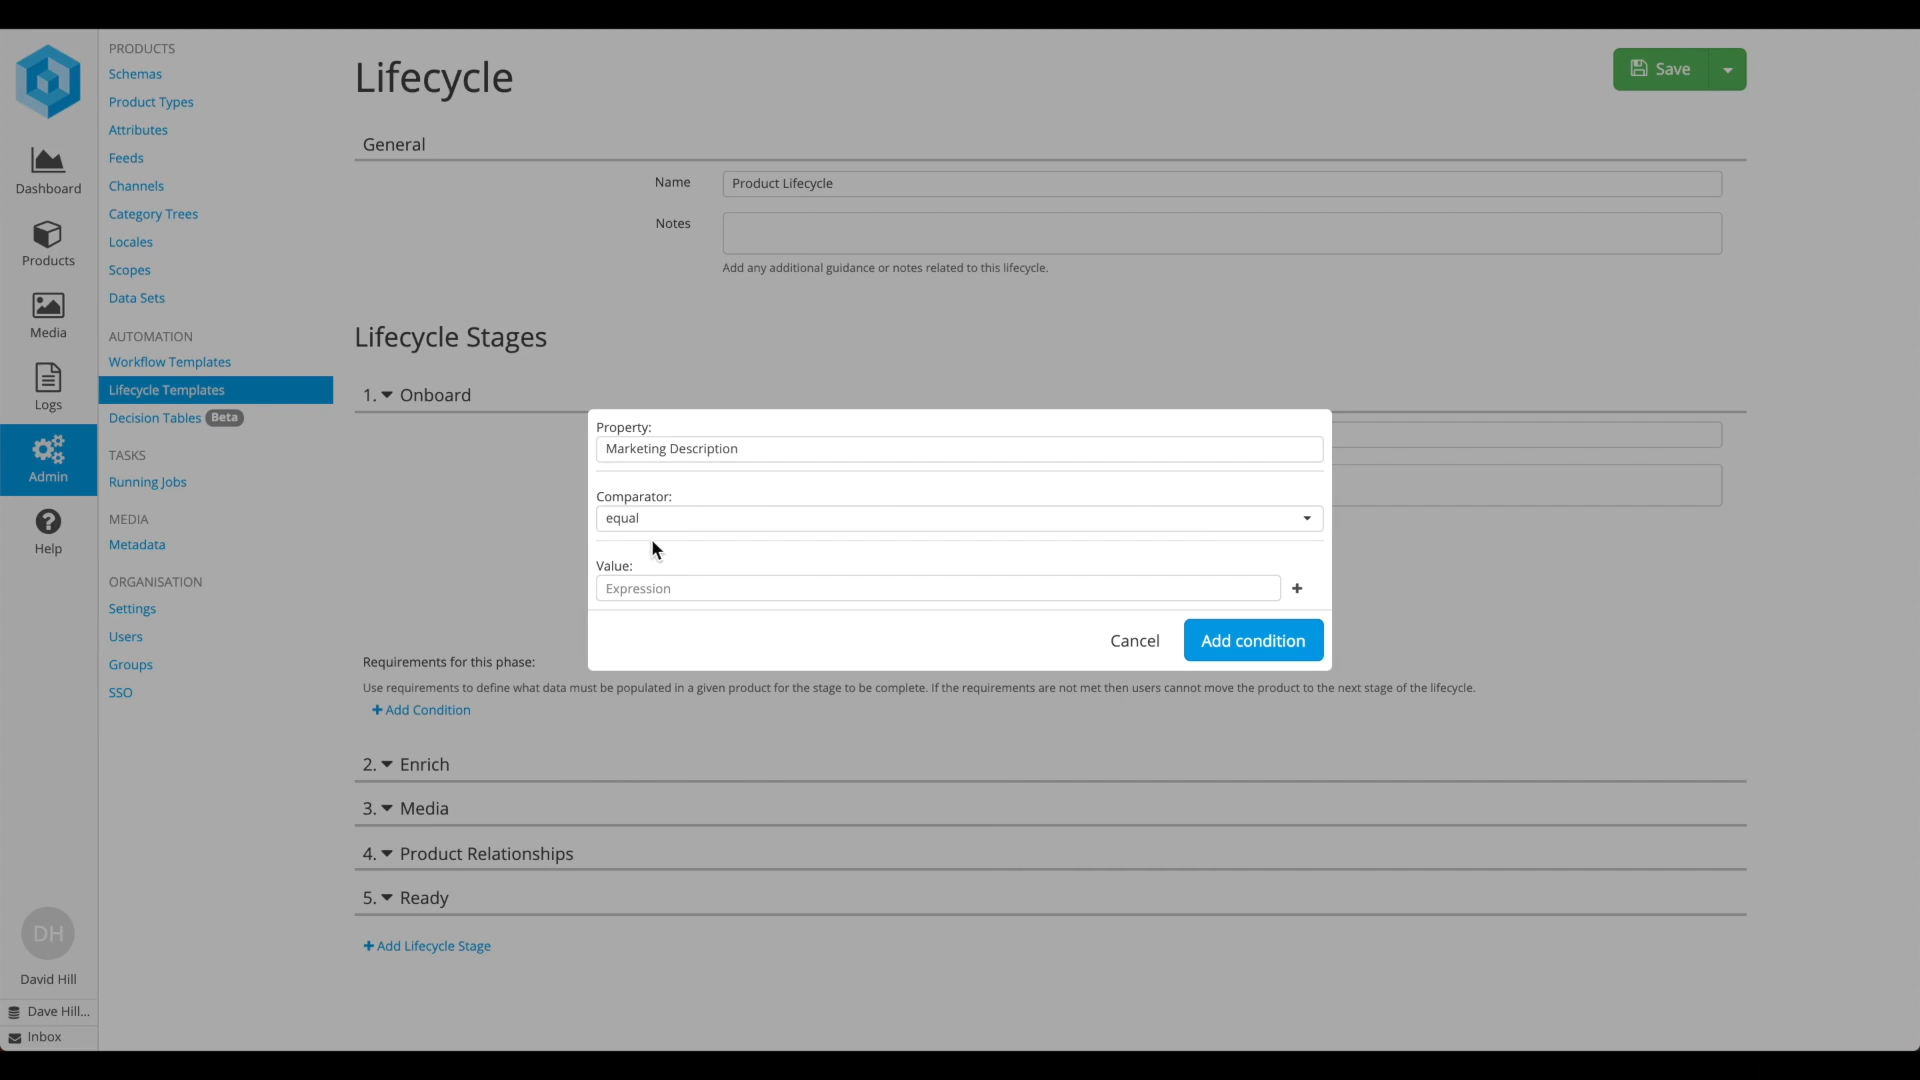 PRODUCTS
Schemas
Product Types
Attributes
Feeds
Channels
Category Trees
Locales
Scopes
Data Sets
AUTOMATION
Workflow Templates
Lifecycle Templates
Decision Tables Beta
TASKS
Running Jobs
MEDIA
Metadata
ORGANISATION
Settings
Users
Groups
SSO
Dashboard
Products
Media
Logs
Admin
Help
DH
David Hill
Dave Hill...
Inbox
Lifecycle
Save
General
Name
Product Lifecycle
Notes
Add any additional guidance or notes related to this lifecycle.
Lifecycle Stages
1. Onboard
Property:
Marketing Description
Comparator:
equal
Value:
Expression
Cancel
Add condition
Requirements for this phase:
Use requirements to define what data must be populated in a given product for the stage to be complete. If the requirements are not met then users cannot move the product to the next stage of the lifecycle.
+ Add Condition
2. Enrich
3. Media
4. Product Relationships
5. Ready
+ Add Lifecycle Stage